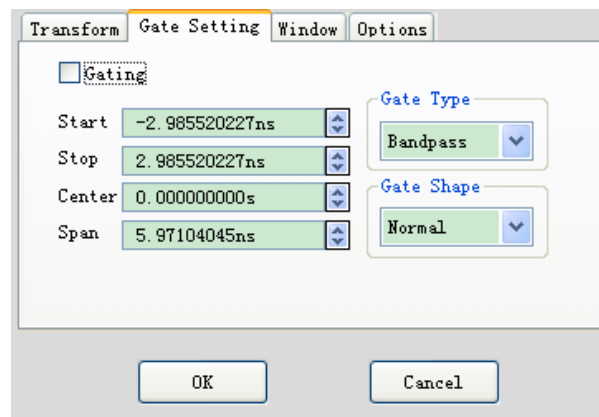 Transform Gate Setting Window Options
Gating
Gate Type
Start -2.985520227ns
Bandpass
Stop 2.985520227ns
Gate Shape
Center 0.000000000s
Normal
Span 5.97104045ns
OK Cancel